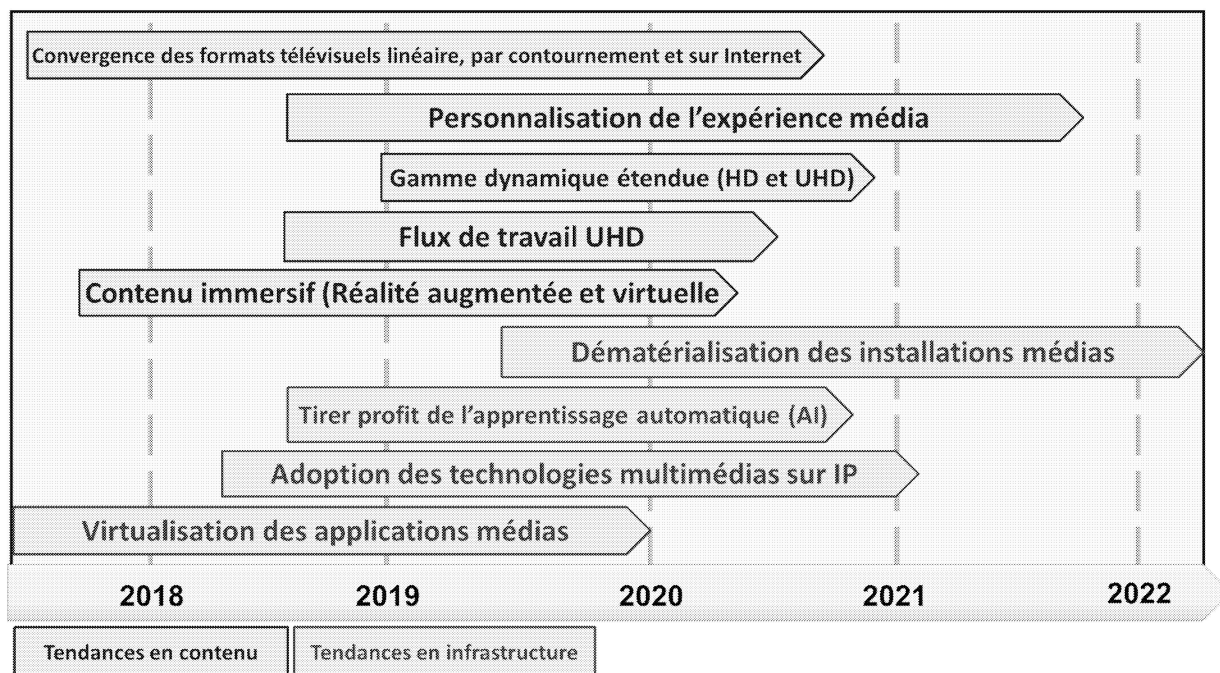 Convergence des formats télévisuels linéaire, par contournement et sur Internet
Personnalisation de l'expérience média
Gamme dynamique étendue (HD et UHD)
Flux de travail UHD
Contenu immersif (Réalité augmentée et virtuelle
Dématérialisation des installations médias
Tirer profit de l'apprentissage automatique (AI)
Adoption des technologies multimédias sur IP
Virtualisation des applications médias
2018 2019 2020 2021 2022
Tendances en contenu Tendances en infrastructure